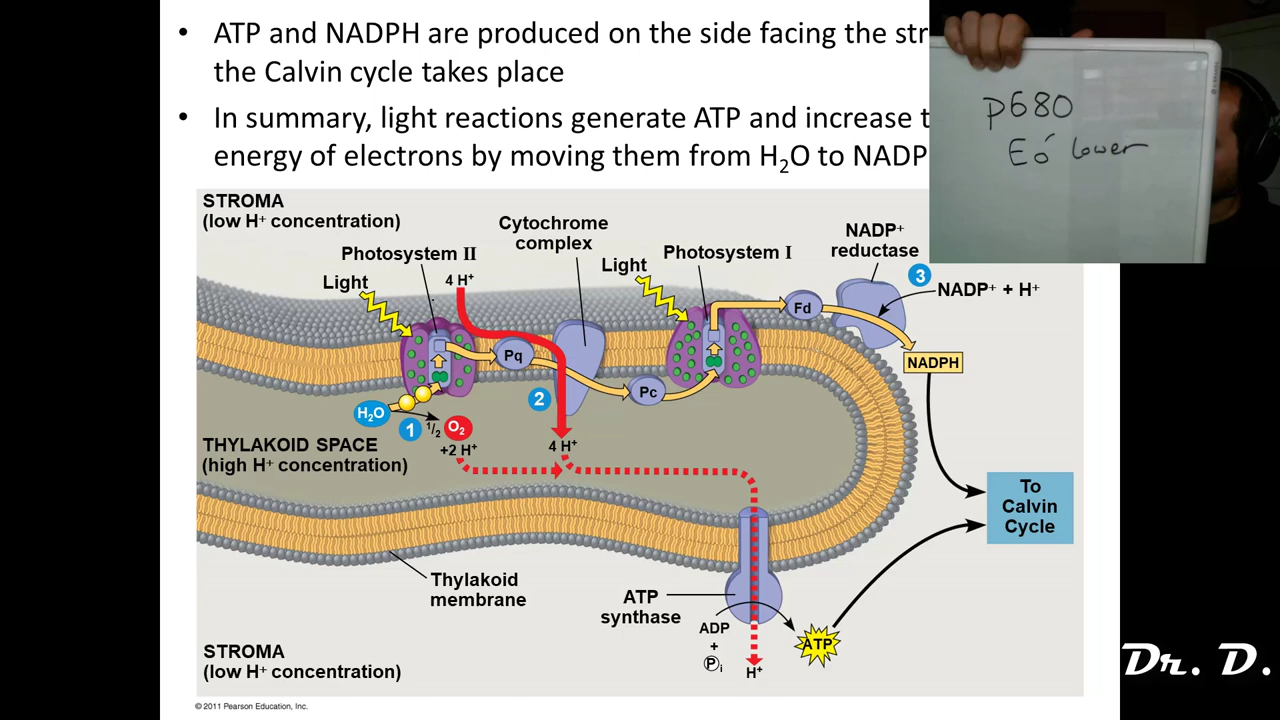 • ATP and NADPH are produced on the side facing the str
the Calvin cycle takes place
• In summary, light reactions generate ATP and increase t
energy of electrons by moving them from H₂O to NADP
p680
Eó lower
STROMA
(low H⁺ concentration)
Cytochrome
complex
Photosystem II
Light
4 H⁺
Light
Photosystem I
NADP⁺
reductase
3
NADP⁺ + H⁺
Fd
Pq
NADPH
2
Pc
H₂O
1
1/2
O₂
+2 H⁺
4 H⁺
THYLAKOID SPACE
(high H⁺ concentration)
To
Calvin
Cycle
Thylakoid
membrane
ATP
synthase
ADP
+
Pi
ATP
H⁺
STROMA
(low H⁺ concentration)
© 2011 Pearson Education, Inc.
Dr. D.